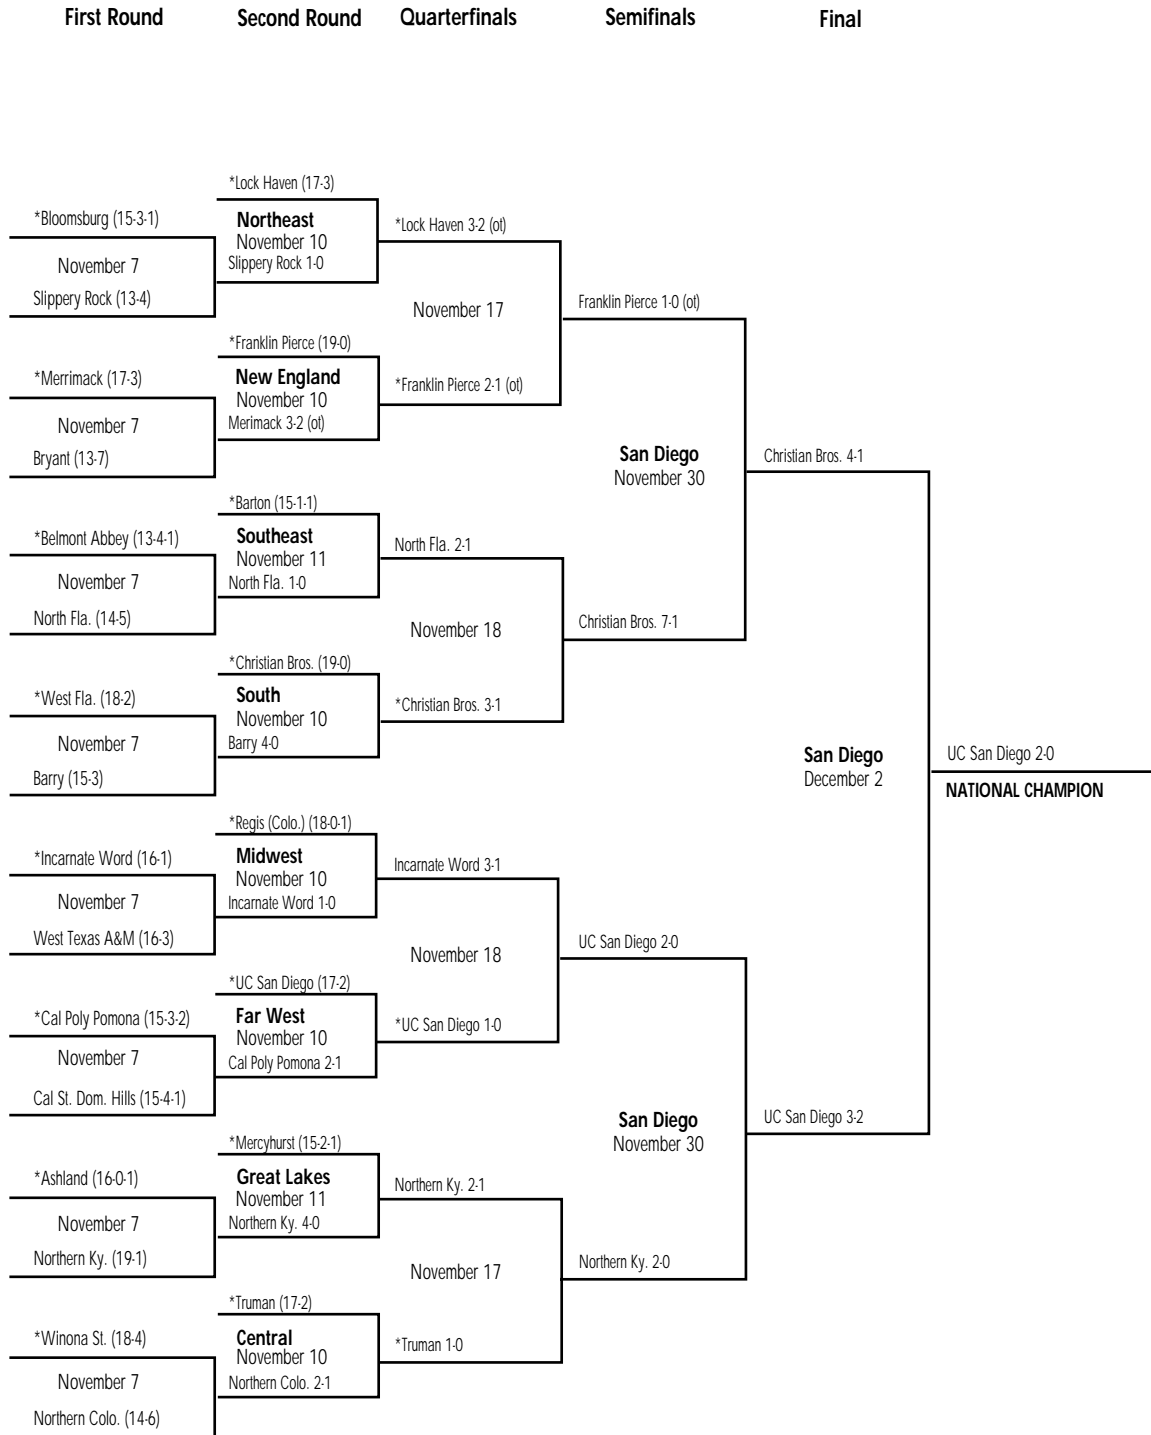 First Round
Second Round
Quarterfinals
Semifinals
Final
*Lock Haven (17-3)
*Bloomsburg (15-3-1)
Northeast
November 10
Slippery Rock 1-0
*Lock Haven 3-2 (ot)
November 7
Slippery Rock (13-4)
November 17
Franklin Pierce 1-0 (ot)
*Franklin Pierce (19-0)
*Merrimack (17-3)
New England
November 10
Merimack 3-2 (ot)
*Franklin Pierce 2-1 (ot)
November 7
Bryant (13-7)
San Diego
November 30
Christian Bros. 4-1
*Barton (15-1-1)
*Belmont Abbey (13-4-1)
Southeast
November 11
North Fla. 1-0
North Fla. 2-1
November 7
North Fla. (14-5)
November 18
Christian Bros. 7-1
*Christian Bros. (19-0)
*West Fla. (18-2)
South
November 10
Barry 4-0
*Christian Bros. 3-1
November 7
Barry (15-3)
San Diego
December 2
UC San Diego 2-0
NATIONAL CHAMPION
*Regis (Colo.) (18-0-1)
*Incarnate Word (16-1)
Midwest
November 10
Incarnate Word 1-0
Incarnate Word 3-1
November 7
West Texas A&M (16-3)
November 18
UC San Diego 2-0
*UC San Diego (17-2)
*Cal Poly Pomona (15-3-2)
Far West
November 10
Cal Poly Pomona 2-1
*UC San Diego 1-0
November 7
Cal St. Dom. Hills (15-4-1)
San Diego
November 30
UC San Diego 3-2
*Mercyhurst (15-2-1)
*Ashland (16-0-1)
Great Lakes
November 11
Northern Ky. 4-0
Northern Ky. 2-1
November 7
Northern Ky. (19-1)
November 17
Northern Ky. 2-0
*Truman (17-2)
*Winona St. (18-4)
Central
November 10
Northern Colo. 2-1
*Truman 1-0
November 7
Northern Colo. (14-6)